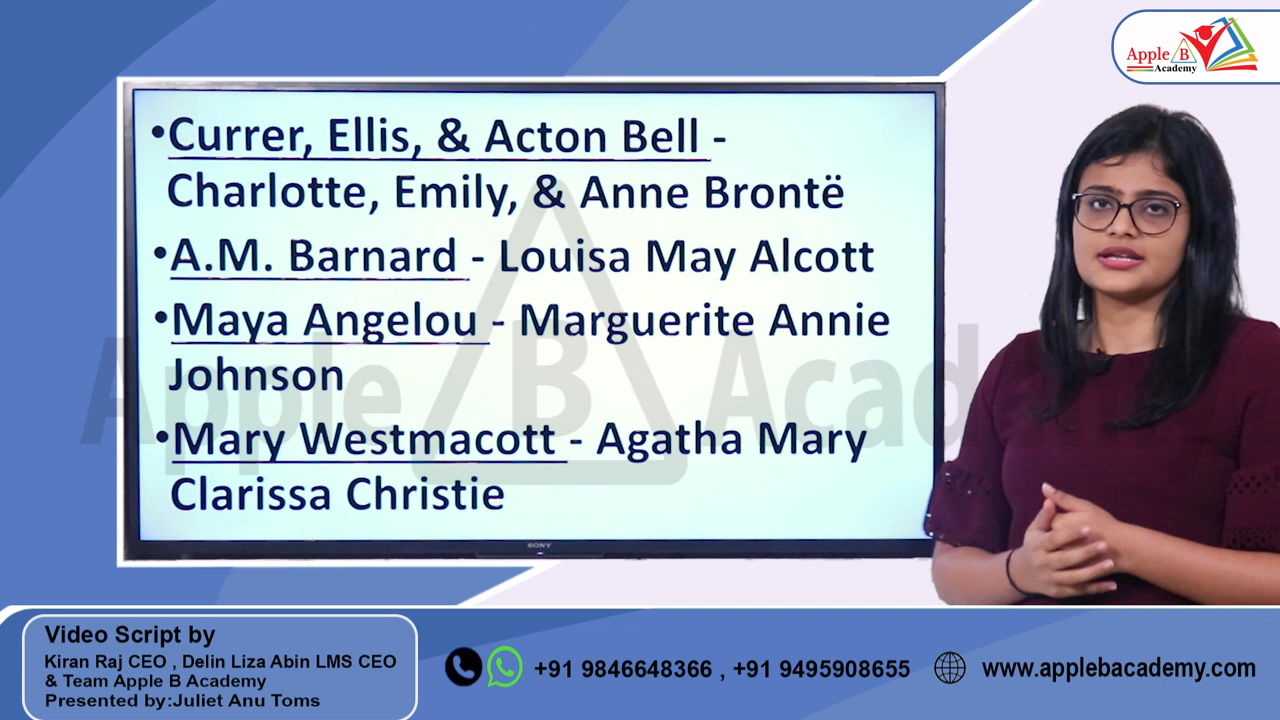 Apple B
Academy
•Currer, Ellis, & Acton Bell -
Charlotte, Emily, & Anne Brontë
•A.M. Barnard - Louisa May Alcott
•Maya Angelou - Marguerite Annie
Johnson
•Mary Westmacott - Agatha Mary
Clarissa Christie
Apple B Academy
SONY
Video Script by
Kiran Raj CEO , Delin Liza Abin LMS CEO
& Team Apple B Academy
Presented by:Juliet Anu Toms
+91 9846648366 , +91 9495908655
www.applebacademy.com